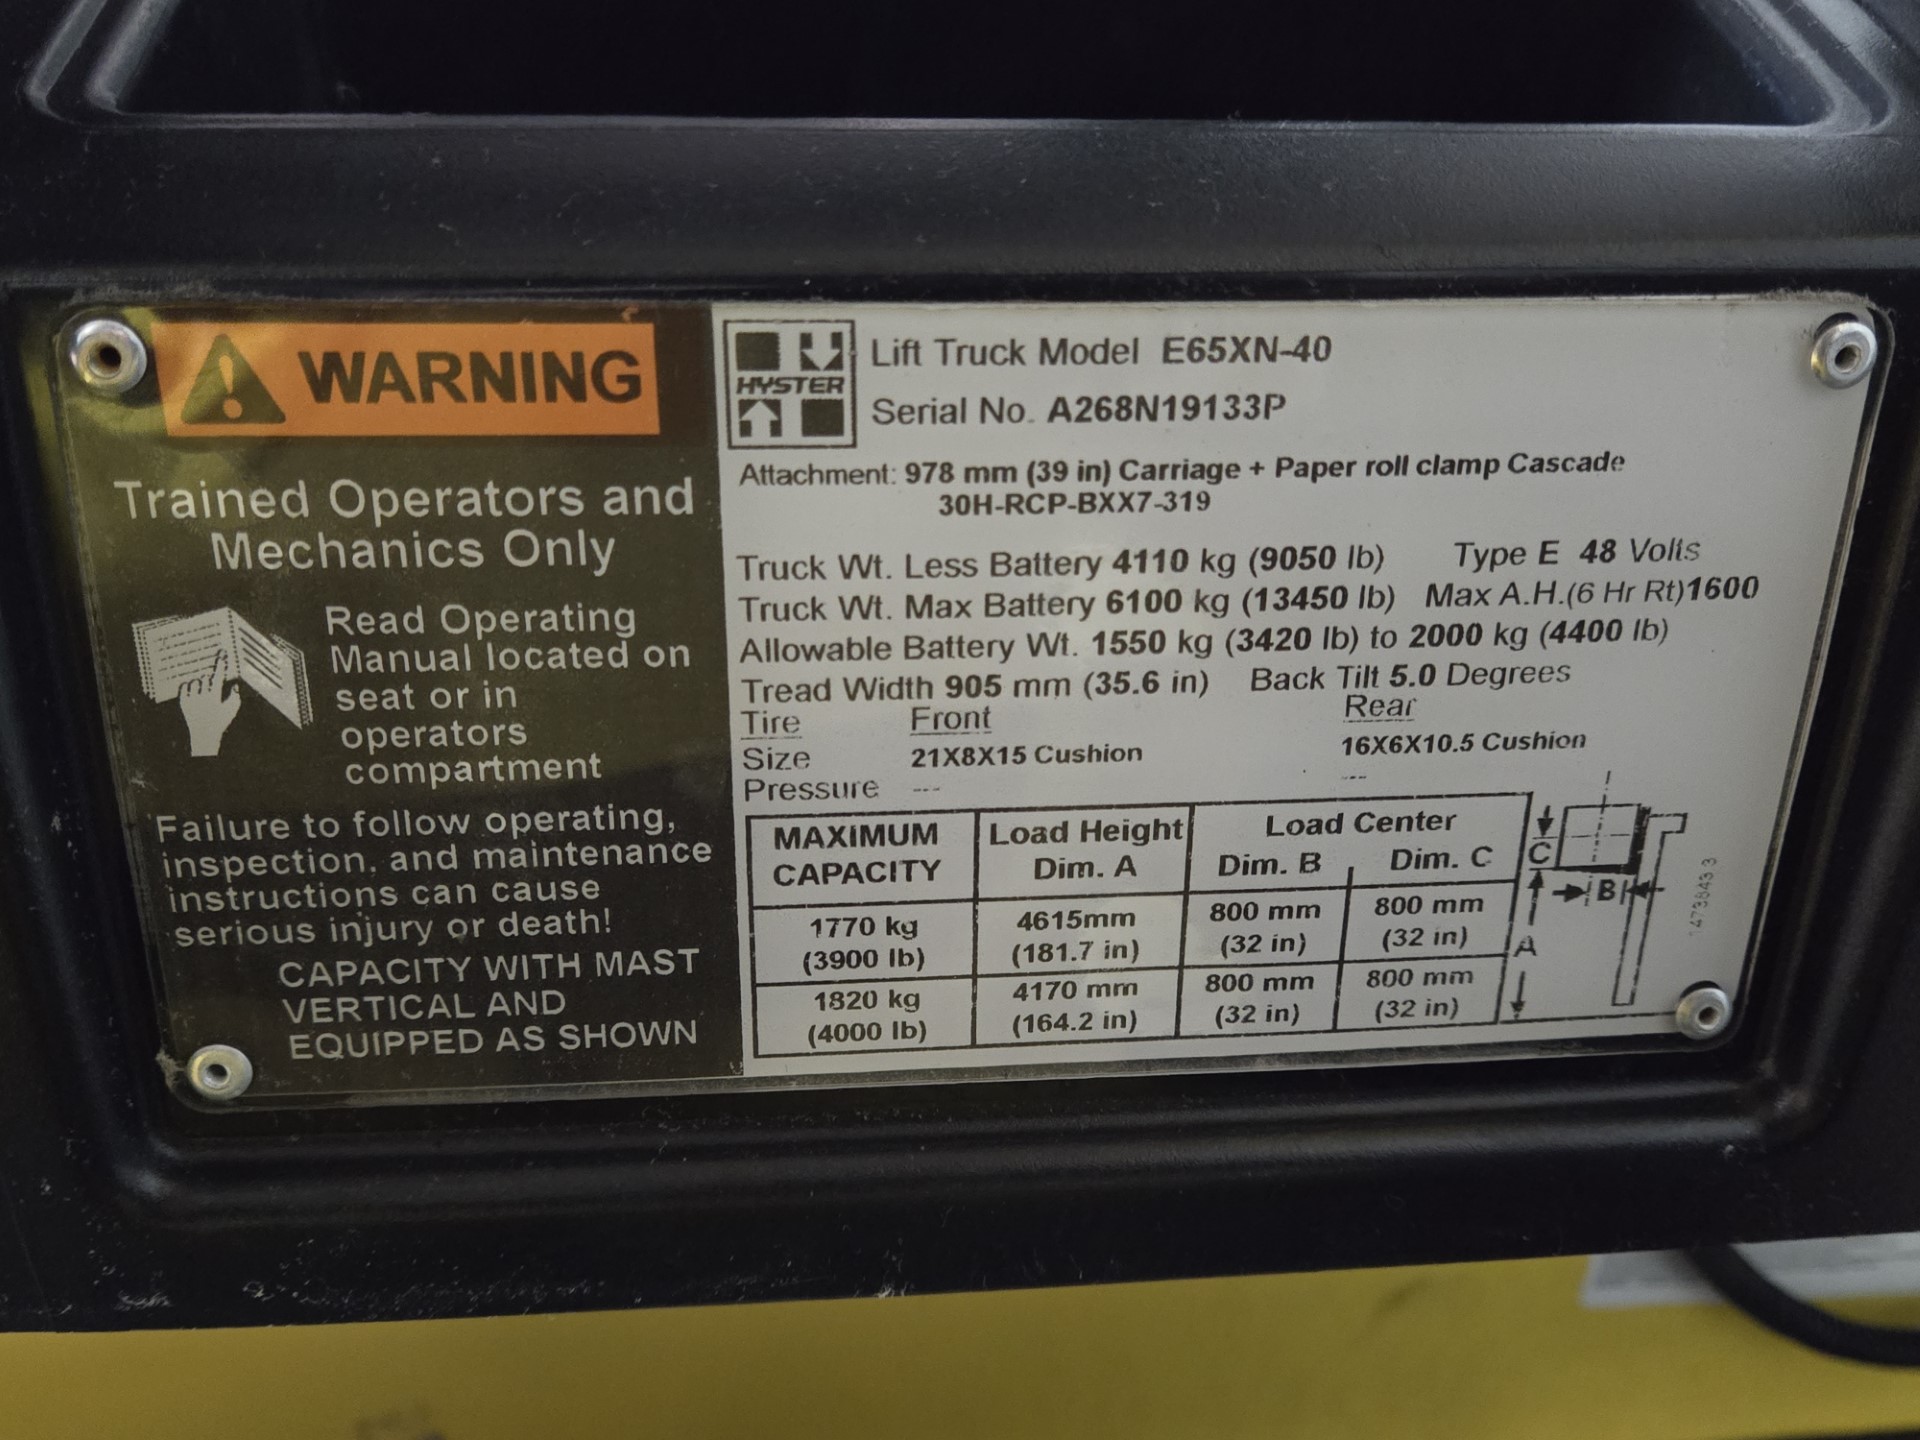 WARNING
Trained Operators and
Mechanics Only
Read Operating
Manual located on
seat or in
operators
compartment
Failure to follow operating,
inspection, and maintenance
instructions can cause
serious injury or death!
CAPACITY WITH MAST
VERTICAL AND
EQUIPPED AS SHOWN
HYSTER
Lift Truck Model E65XN-40
Serial No. A268N19133P
Attachment: 978 mm (39 in) Carriage + Paper roll clamp Cascade
30H-RCP-BXX7-319
Truck Wt. Less Battery 4110 kg (9050 lb) Type E 48 Volts
Truck Wt. Max Battery 6100 kg (13450 lb) Max A.H.(6 Hr Rt)1600
Allowable Battery Wt. 1550 kg (3420 lb) to 2000 kg (4400 lb)
Tread Width 905 mm (35.6 in) Back Tilt 5.0 Degrees
Tire Front Rear
Size 21X8X15 Cushion 16X6X10.5 Cushion
Pressure --- ---
MAXIMUM CAPACITY Load Height Dim. A Load Center Dim. B Dim. C
1770 kg 4615mm 800 mm 800 mm
(3900 lb) (181.7 in) (32 in) (32 in)
1820 kg 4170 mm 800 mm 800 mm
(4000 lb) (164.2 in) (32 in) (32 in)
C
B
A